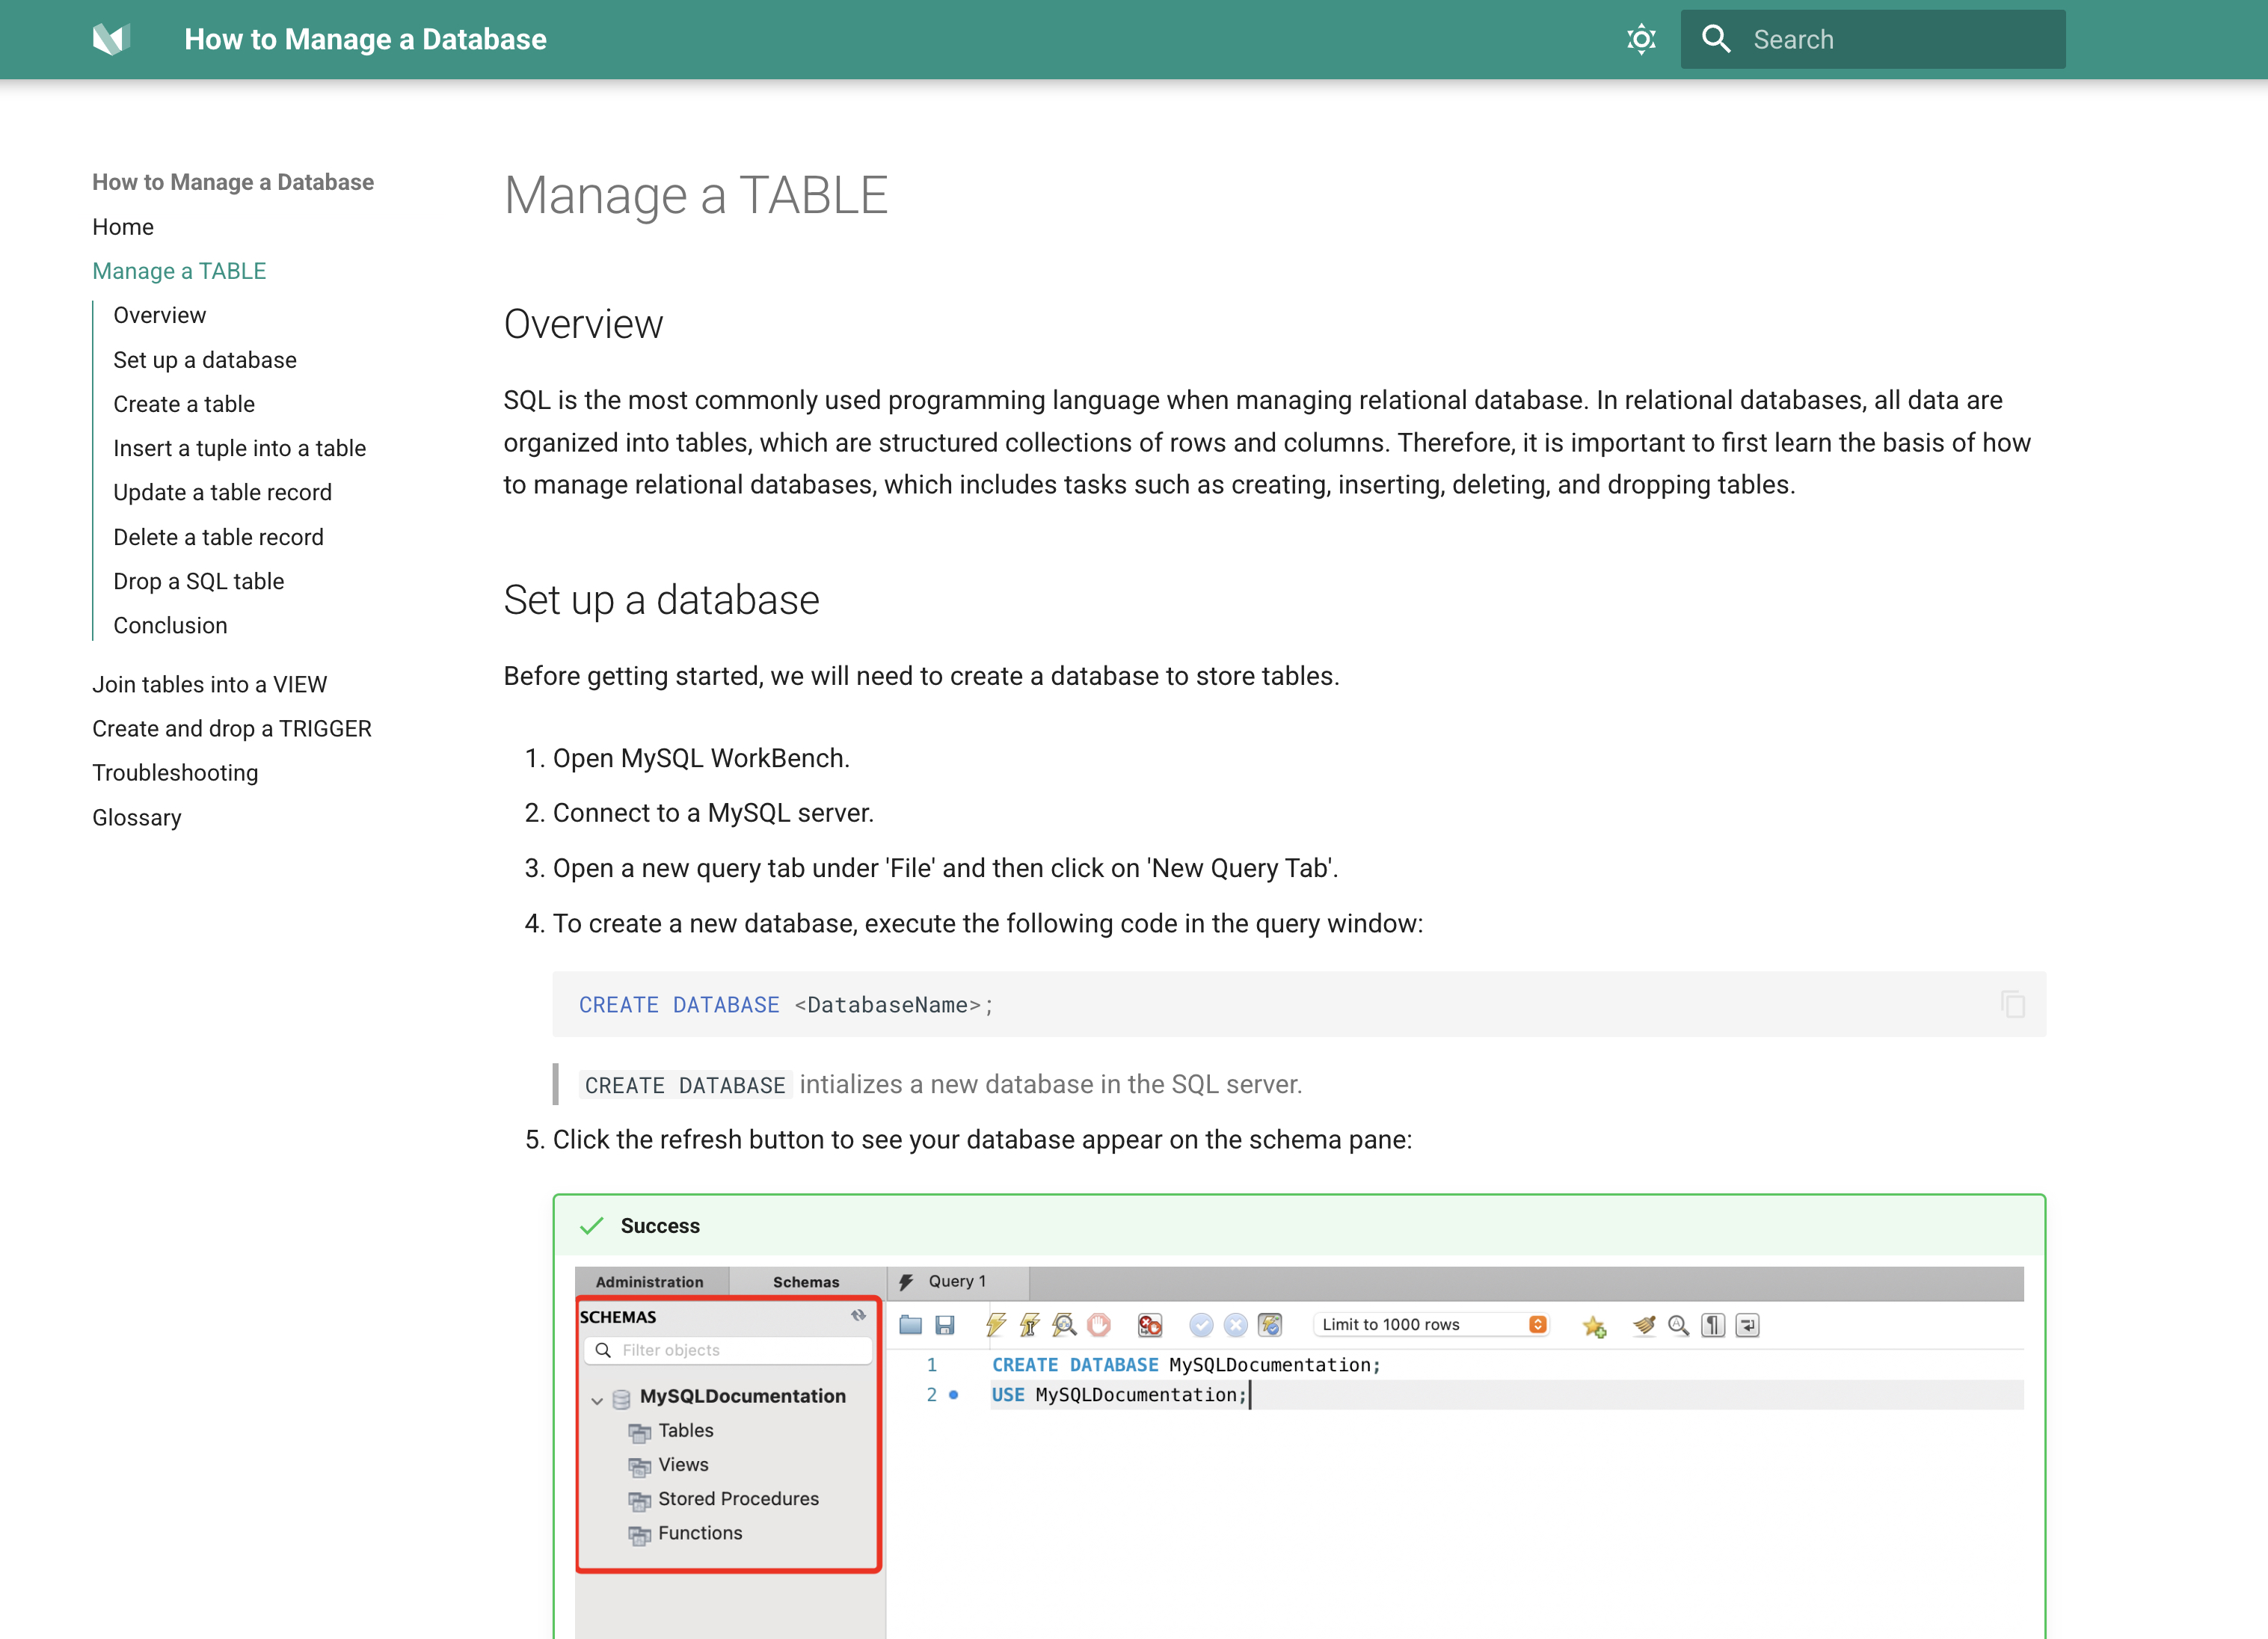 How to Manage a Database
Search
How to Manage a Database
Home
Manage a TABLE
Overview
Set up a database
Create a table
Insert a tuple into a table
Update a table record
Delete a table record
Drop a SQL table
Conclusion
Join tables into a VIEW
Create and drop a TRIGGER
Troubleshooting
Glossary
Manage a TABLE
Overview
SQL is the most commonly used programming language when managing relational database. In relational databases, all data are
organized into tables, which are structured collections of rows and columns. Therefore, it is important to first learn the basis of how
to manage relational databases, which includes tasks such as creating, inserting, deleting, and dropping tables.
Set up a database
Before getting started, we will need to create a database to store tables.
1. Open MySQL WorkBench.
2. Connect to a MySQL server.
3. Open a new query tab under 'File' and then click on 'New Query Tab'.
4. To create a new database, execute the following code in the query window:
CREATE DATABASE <DatabaseName>;
CREATE DATABASE intializes a new database in the SQL server.
5. Click the refresh button to see your database appear on the schema pane:
Success
Administration Schemas Query 1
SCHEMAS
Filter objects
MySQLDocumentation
Tables
Views
Stored Procedures
Functions
Limit to 1000 rows
1 CREATE DATABASE MySQLDocumentation;
2 USE MySQLDocumentation;